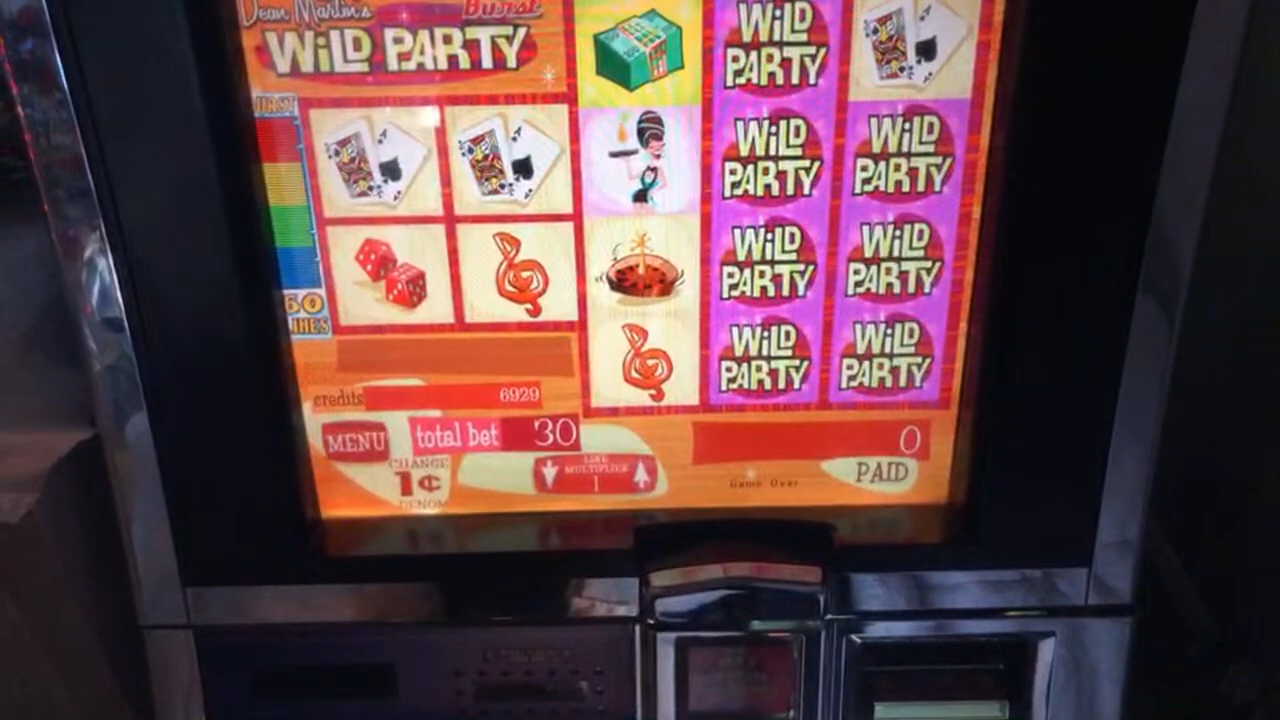 Dean Martin's
Burst
WiLD PARTY
WiLD
PARTY
WiLD
PARTY
WiLD
PARTY
WiLD
PARTY
WiLD
PARTY
WiLD
PARTY
WiLD
PARTY
60
credits 6929
MENU
total bet 30
CHANGE
1¢
DENOM
LINE
MULTIPLIER
1
0
PAID
Game Over